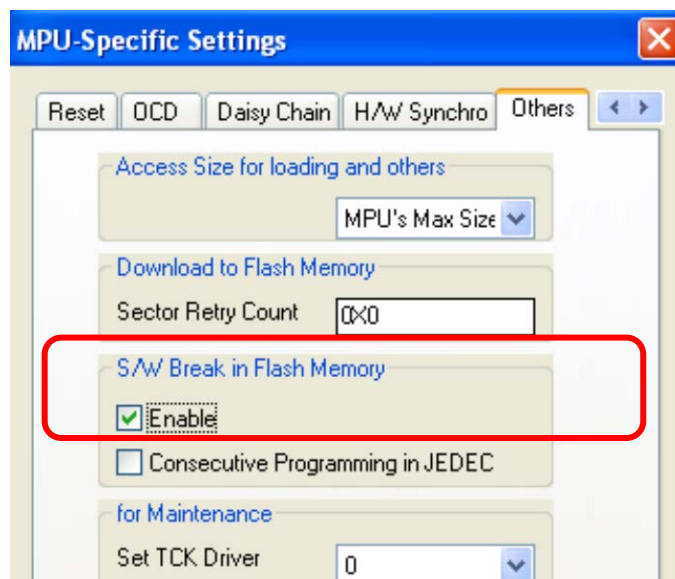 MPU-Specific Settings
Reset OCD Daisy Chain H/W Synchro Others
Access Size for loading and others
MPU's Max Size
Download to Flash Memory
Sector Retry Count 0X0
S/W Break in Flash Memory
Enable
Consecutive Programming in JEDEC
for Maintenance
Set TCK Driver 0